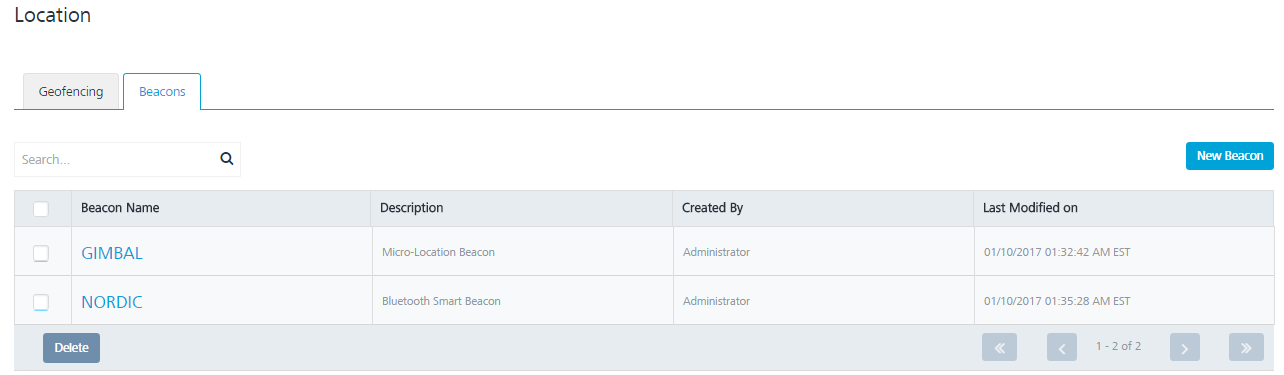 Location
Geofencing Beacons
Search...
New Beacon
Beacon Name Description Created By Last Modified on
GIMBAL Micro-Location Beacon Administrator 01/10/2017 01:32:42 AM EST
NORDIC Bluetooth Smart Beacon Administrator 01/10/2017 01:35:28 AM EST
Delete 1 - 2 of 2